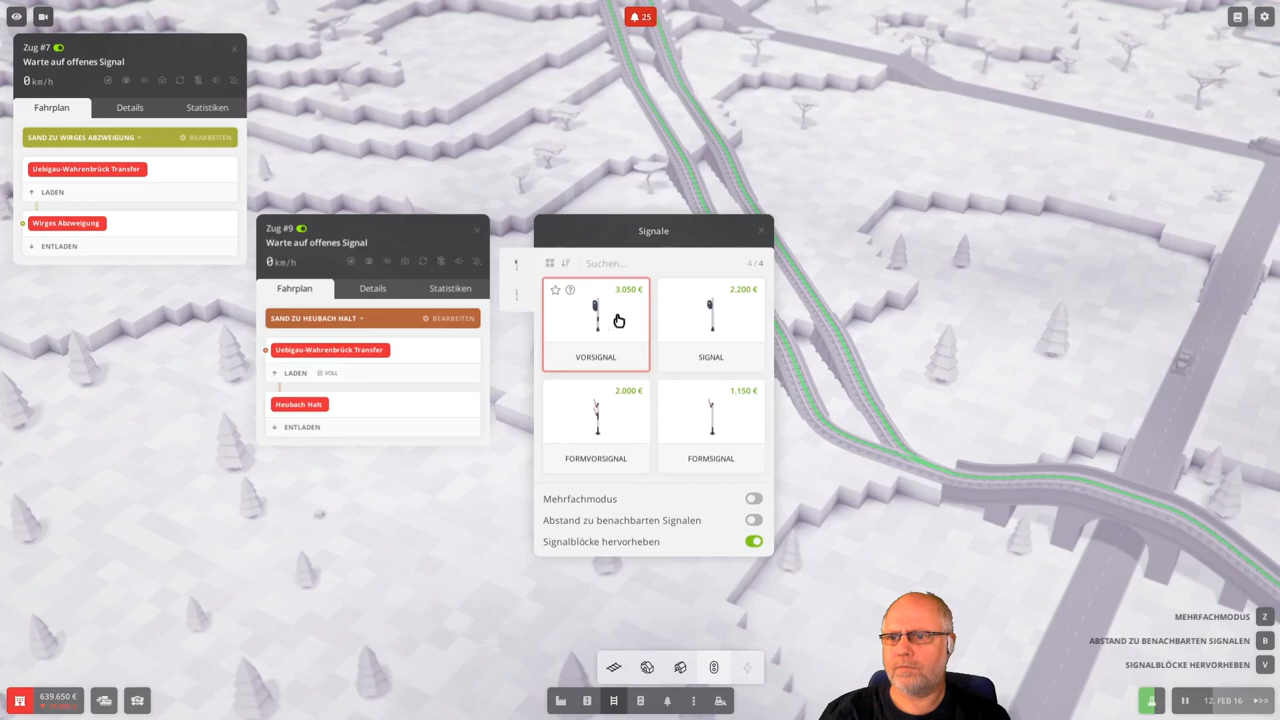 25
Zug #7
Warte auf offenes Signal
0 km/h
Fahrplan Details Statistiken
SAND ZU WIRGES ABZWEIGUNG BEARBEITEN
Uebigau-Wahrenbrück Transfer
LADEN
Wirges Abzweigung
ENTLADEN
Zug #9
Warte auf offenes Signal
0 km/h
Fahrplan Details Statistiken
SAND ZU HEUBACH HALT BEARBEITEN
Uebigau-Wahrenbrück Transfer
LADEN VOLL
Heubach Halt
ENTLADEN
Signale
Suchen... 4/4
3.050 € 2.200 €
VORSIGNAL SIGNAL
2.000 € 1.150 €
FORMVORSIGNAL FORMSIGNAL
Mehrfachmodus
Abstand zu benachbarten Signalen
Signalblöcke hervorheben
MEHRFACHMODUS Z
ABSTAND ZU BENACHBARTEN SIGNALEN B
SIGNALBLÖCKE HERVORHEBEN V
639.650 €
12. FEB 16